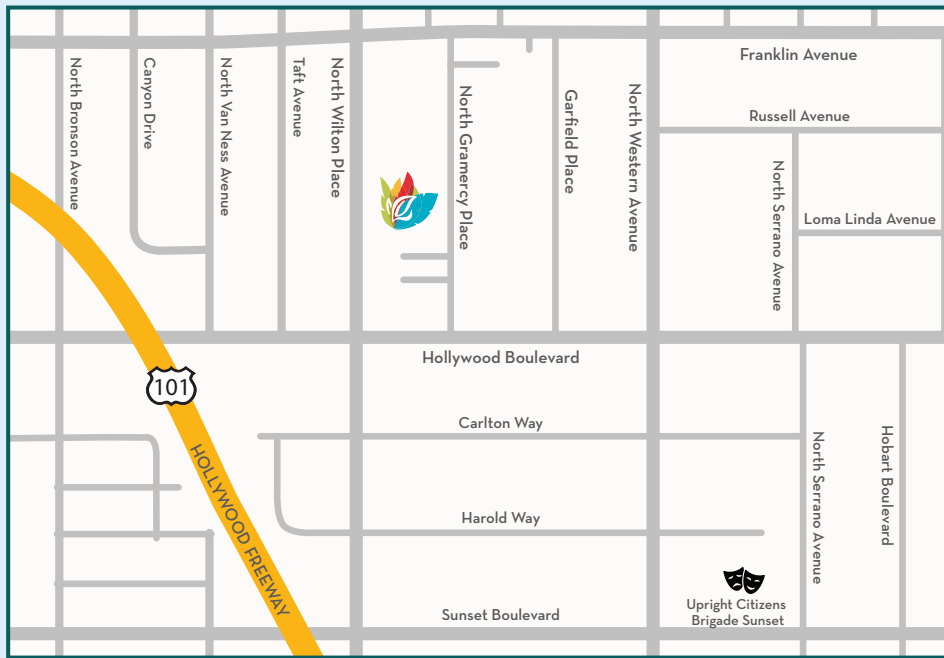 Franklin Avenue
North Bronson Avenue
Canyon Drive
North Van Ness Avenue
Taft Avenue
North Wilton Place
North Gramercy Place
Garfield Place
North Western Avenue
Russell Avenue
North Serrano Avenue
Loma Linda Avenue
Hollywood Boulevard
101
HOLLYWOOD FREEWAY
Carlton Way
North Serrano Avenue
Hobart Boulevard
Harold Way
Upright Citizens
Brigade Sunset
Sunset Boulevard